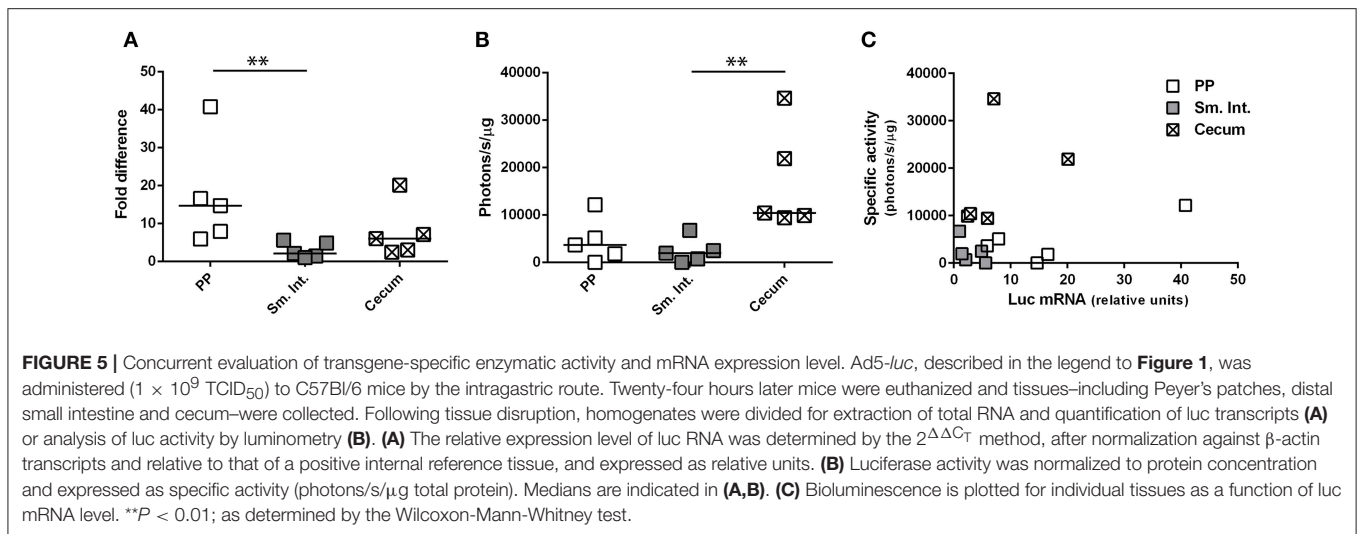 A
**
50
40
30
20
10
0
Fold difference
PP
Sm. Int.
Cecum
B
**
40000
30000
20000
10000
0
Photons/s/μg
PP
Sm. Int.
Cecum
C
40000
30000
20000
10000
0
Specific activity
(photons/s/μg)
PP
Sm. Int.
Cecum
0 10 20 30 40 50
Luc mRNA (relative units)
FIGURE 5 | Concurrent evaluation of transgene-specific enzymatic activity and mRNA expression level. Ad5-luc, described in the legend to Figure 1, was
administered (1 × 10⁹ TCID₅₀) to C57Bl/6 mice by the intragastric route. Twenty-four hours later mice were euthanized and tissues–including Peyer's patches, distal
small intestine and cecum–were collected. Following tissue disruption, homogenates were divided for extraction of total RNA and quantification of luc transcripts (A)
or analysis of luc activity by luminometry (B). (A) The relative expression level of luc RNA was determined by the 2^ΔΔCT method, after normalization against β-actin
transcripts and relative to that of a positive internal reference tissue, and expressed as relative units. (B) Luciferase activity was normalized to protein concentration
and expressed as specific activity (photons/s/μg total protein). Medians are indicated in (A,B). (C) Bioluminescence is plotted for individual tissues as a function of luc
mRNA level. **P < 0.01; as determined by the Wilcoxon-Mann-Whitney test.